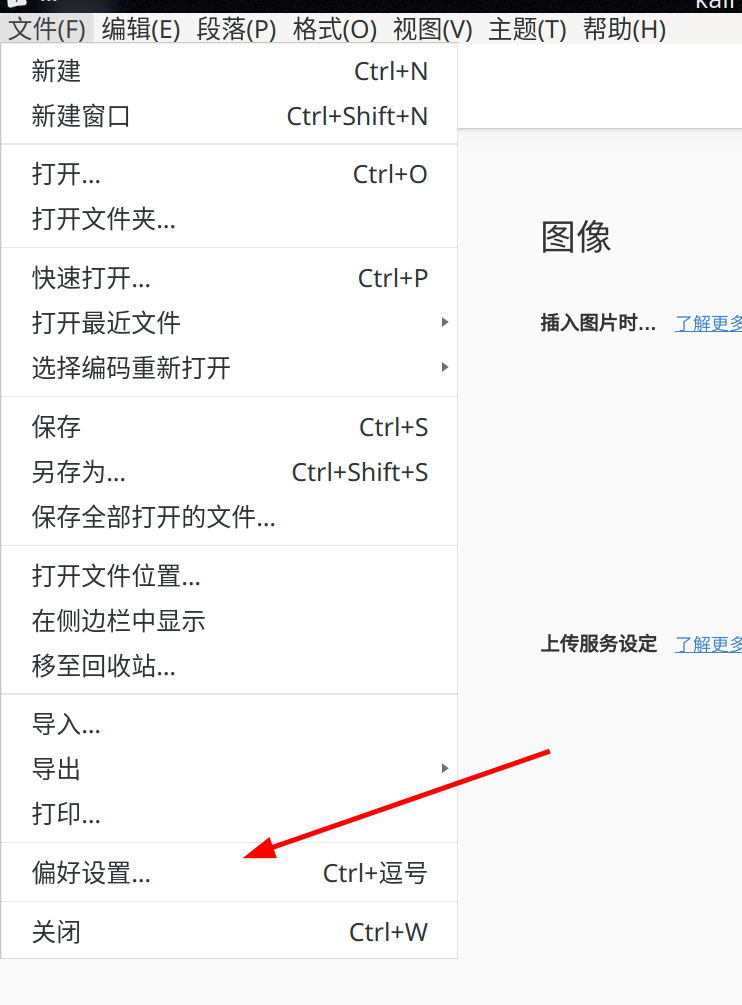 文件(F) 编辑(E) 段落(P) 格式(O) 视图(V) 主题(T) 帮助(H)
新建 Ctrl+N
新建窗口 Ctrl+Shift+N
打开... Ctrl+O
打开文件夹...
快速打开... Ctrl+P
打开最近文件
选择编码重新打开
保存 Ctrl+S
另存为... Ctrl+Shift+S
保存全部打开的文件...
打开文件位置...
在侧边栏中显示
移至回收站...
导入...
导出
打印...
偏好设置... Ctrl+逗号
关闭 Ctrl+W
图像
插入图片时... 了解更多
上传服务设定 了解更多